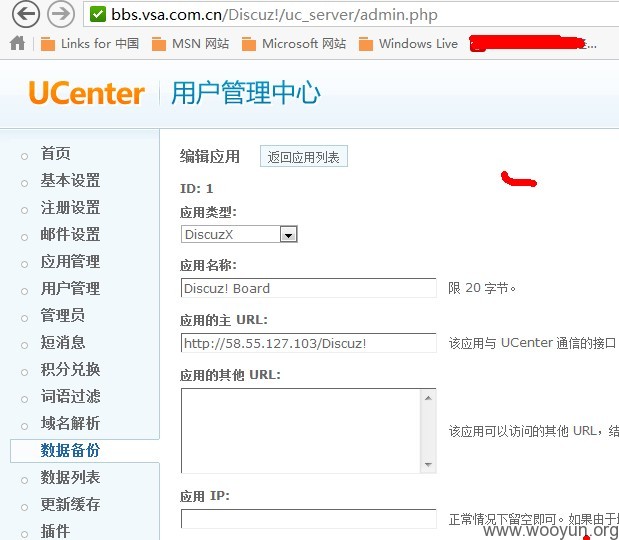 bbs.vsa.com.cn/Discuz!/uc_server/admin.php
Links for 中国 MSN 网站 Microsoft 网站 Windows Live ...
UCenter 用户管理中心
首页
基本设置
注册设置
邮件设置
应用管理
用户管理
管理员
短消息
积分兑换
词语过滤
域名解析
数据备份
数据列表
更新缓存
插件
编辑应用 返回应用列表
ID: 1
应用类型:
DiscuzX
应用名称:
Discuz! Board 限 20 字节。
应用的主 URL:
http://58.55.127.103/Discuz! 该应用与 UCenter 通信的接口
应用的其他 URL:
该应用可以访问的其他 URL，结
应用 IP:
正常情况下留空即可。如果由于
www.wooyun.org